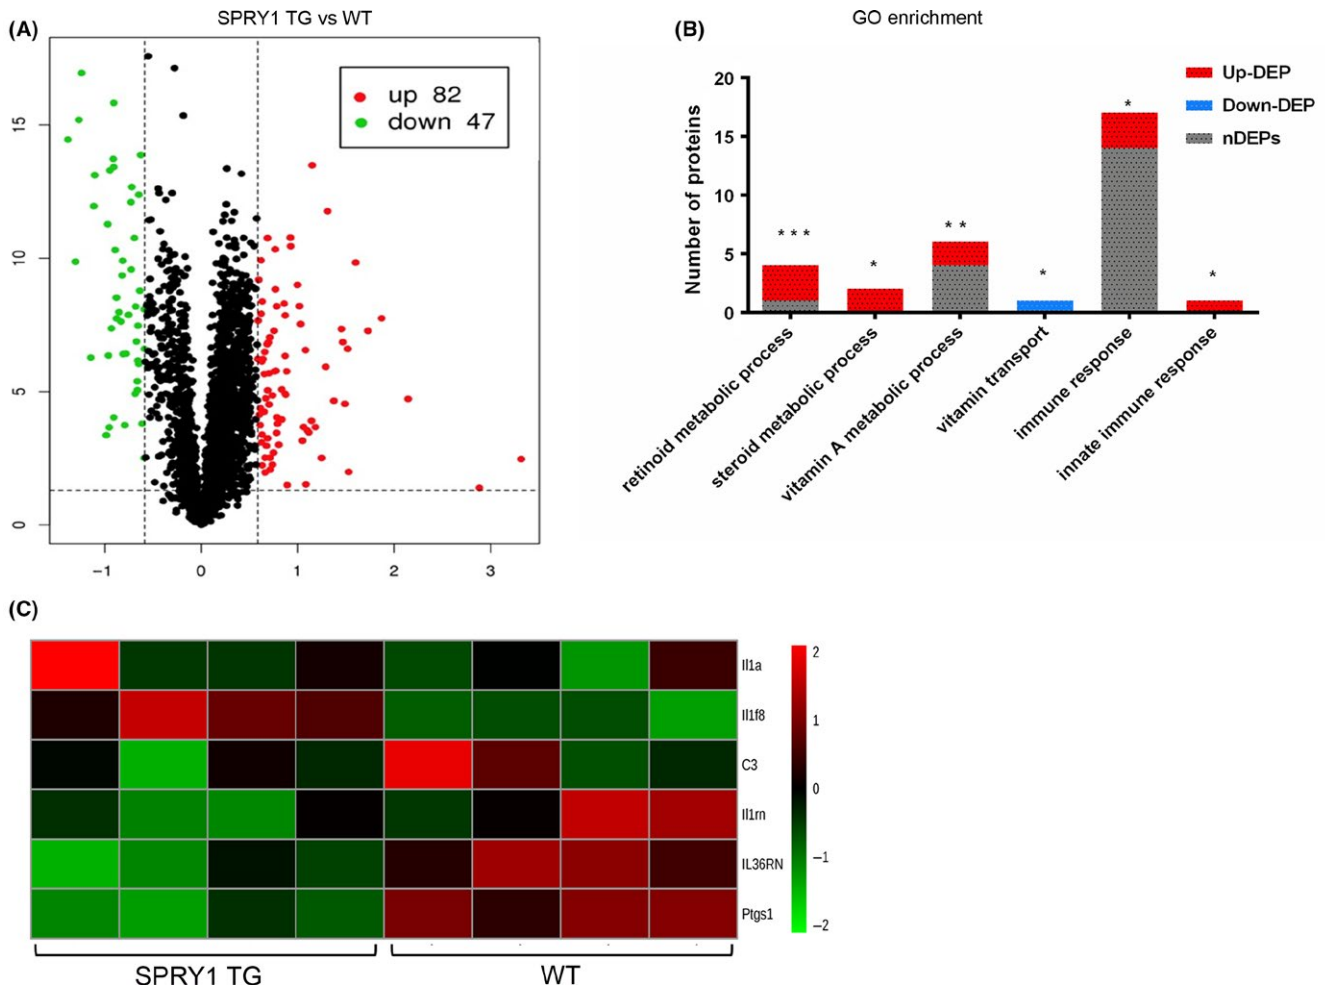 (A)
SPRY1 TG vs WT
up 82
down 47
15
10
5
0
−1 0 1 2 3
(B)
GO enrichment
Up-DEP
Down-DEP
nDEPs
Number of proteins
20
15
10
5
0
* * *
*
* *
*
*
*
retinoid metabolic process
steroid metabolic process
vitamin A metabolic process
vitamin transport
immune response
innate immune response
(C)
Il1a
Il1f8
C3
Il1rn
IL36RN
Ptgs1
2
1
0
−1
−2
SPRY1 TG
WT